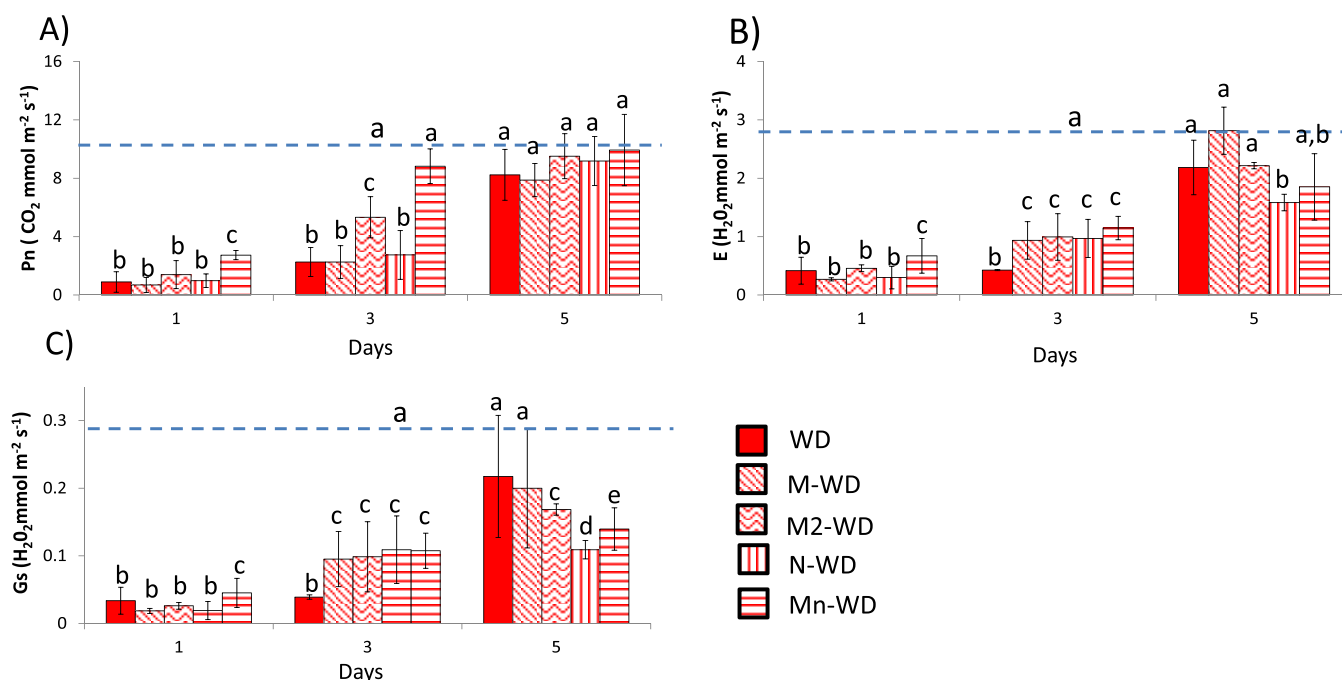 A)
Pn ( CO2 mmol m-2 s-1)
16
12
8
4
0
a
b b b b c
b b c b a
a a a a a
1 3 5
Days
B)
E (H202mmol m-2 s-1)
4
3
2
1
0
a
b b b b c
b c c c c
a a a b a,b
1 3 5
Days
C)
Gs (H202mmol m-2 s-1)
0.3
0.2
0.1
0
a
b b b b c
b c c c c
a a c d e
1 3 5
Days
WD
M-WD
M2-WD
N-WD
Mn-WD